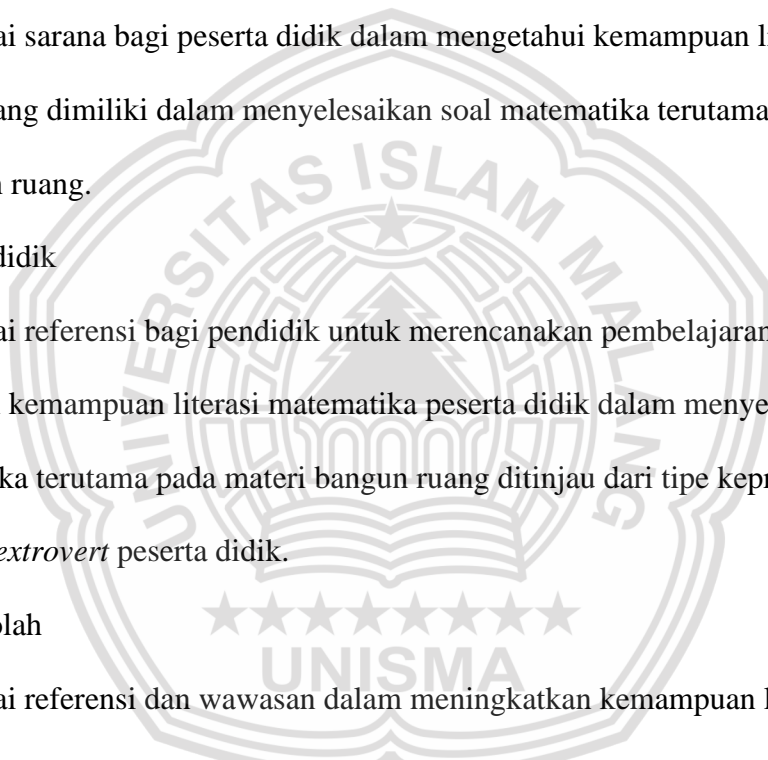 ai sarana bagi peserta didik dalam mengetahui kemampuan li
ang dimiliki dalam menyelesaikan soal matematika terutama
n ruang.
didik
ai referensi bagi pendidik untuk merencanakan pembelajaran
kemampuan literasi matematika peserta didik dalam menye
ka terutama pada materi bangun ruang ditinjau dari tipe kepr
extrovert peserta didik.
olah
ai referensi dan wawasan dalam meningkatkan kemampuan l
UNIVERSITAS ISLAM MALANG
UNISMA